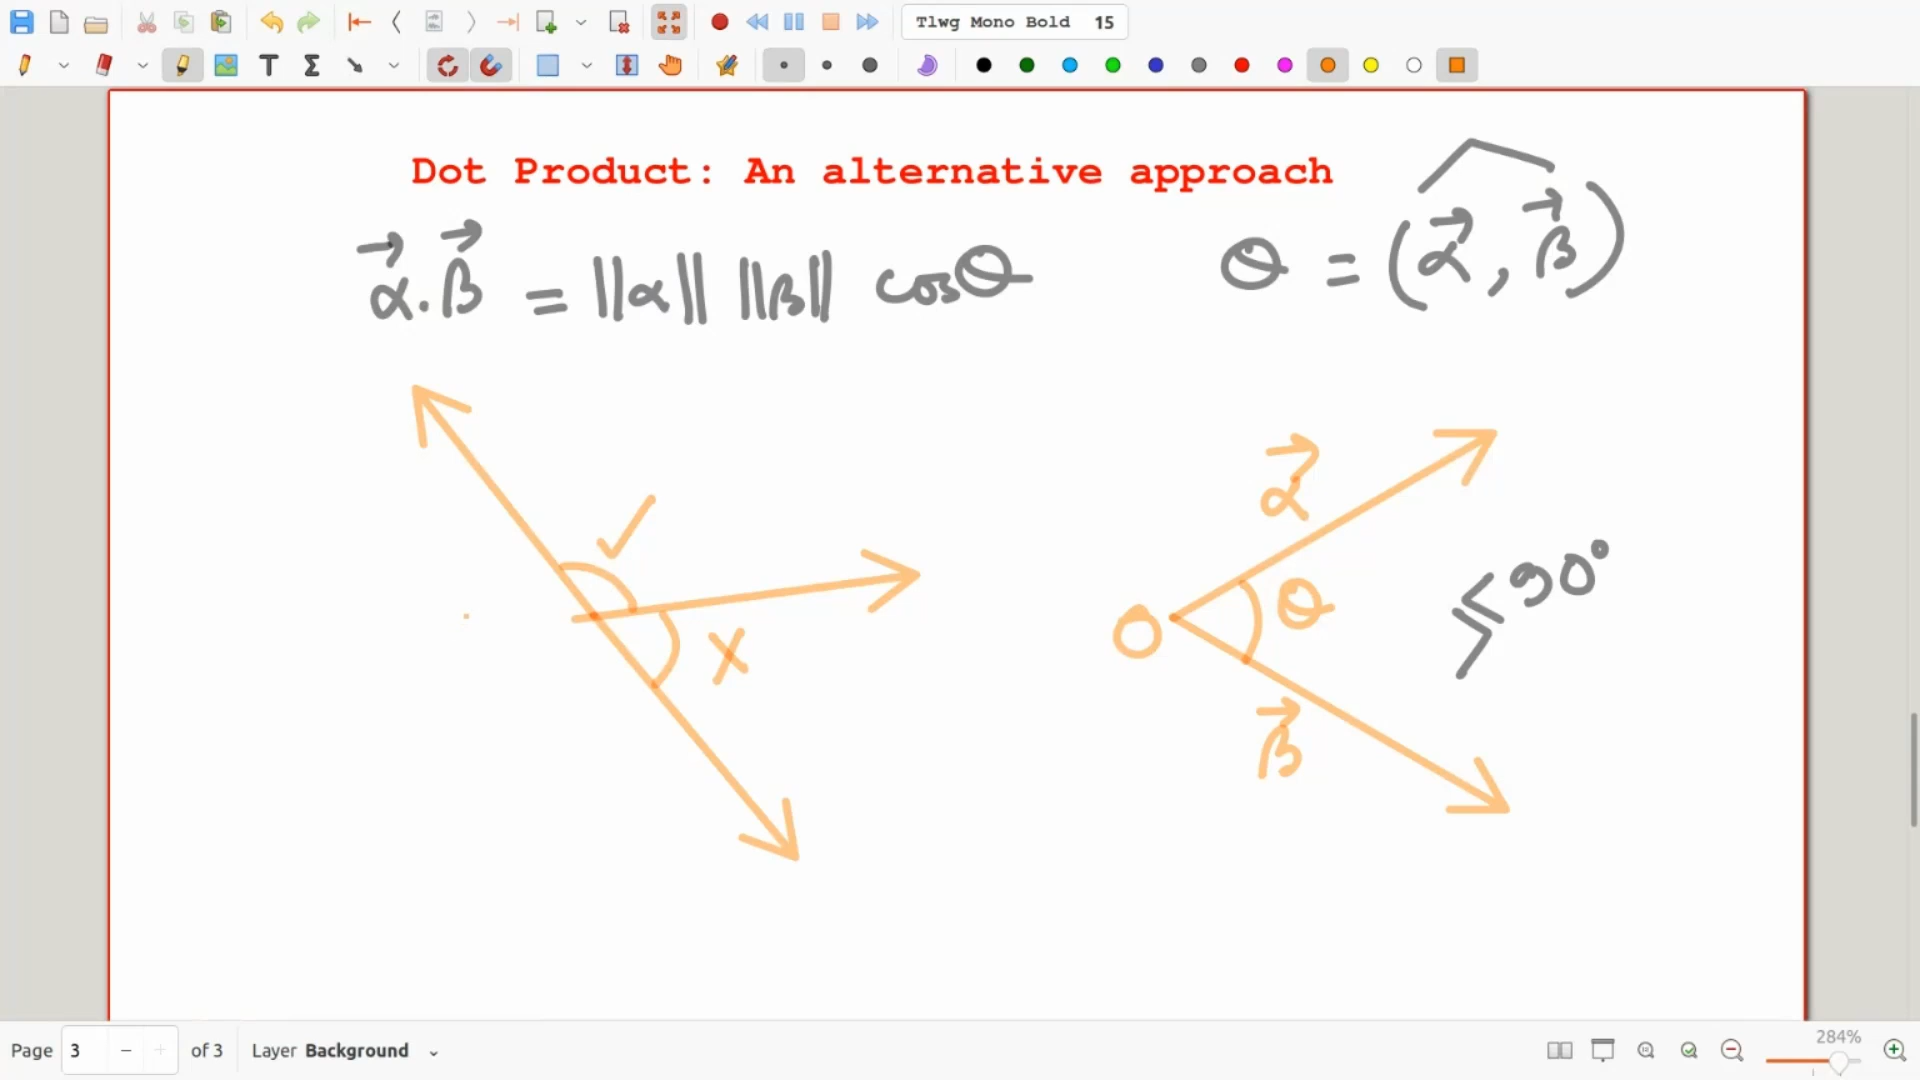 Tlwg Mono Bold 15
Dot Product: An alternative approach
α⃗.β⃗ = ||α|| ||β|| cosθ
θ = (α⃗, β⃗)
α⃗
✓
90°
θ
O
X
β⃗
Page 3 of 3 Layer Background
284%